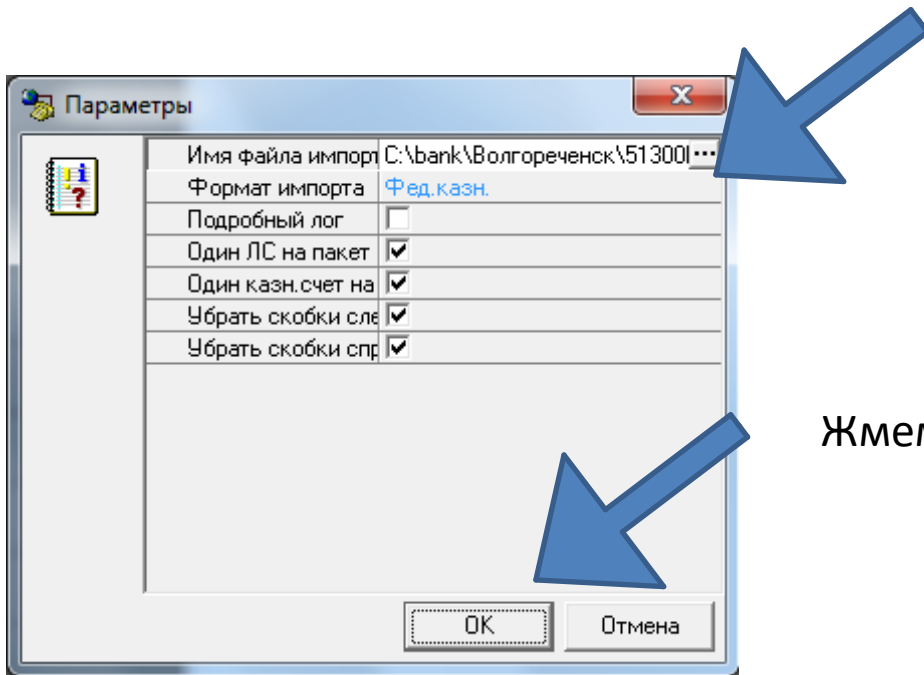 Параметры
Имя файла импорт C:\bank\Волгореченск\51300
Формат импорта Фед.казн.
Подробный лог
Один ЛС на пакет
Один казн.счет на
Убрать скобки сле
Убрать скобки спр
Жмем
OK Отмена